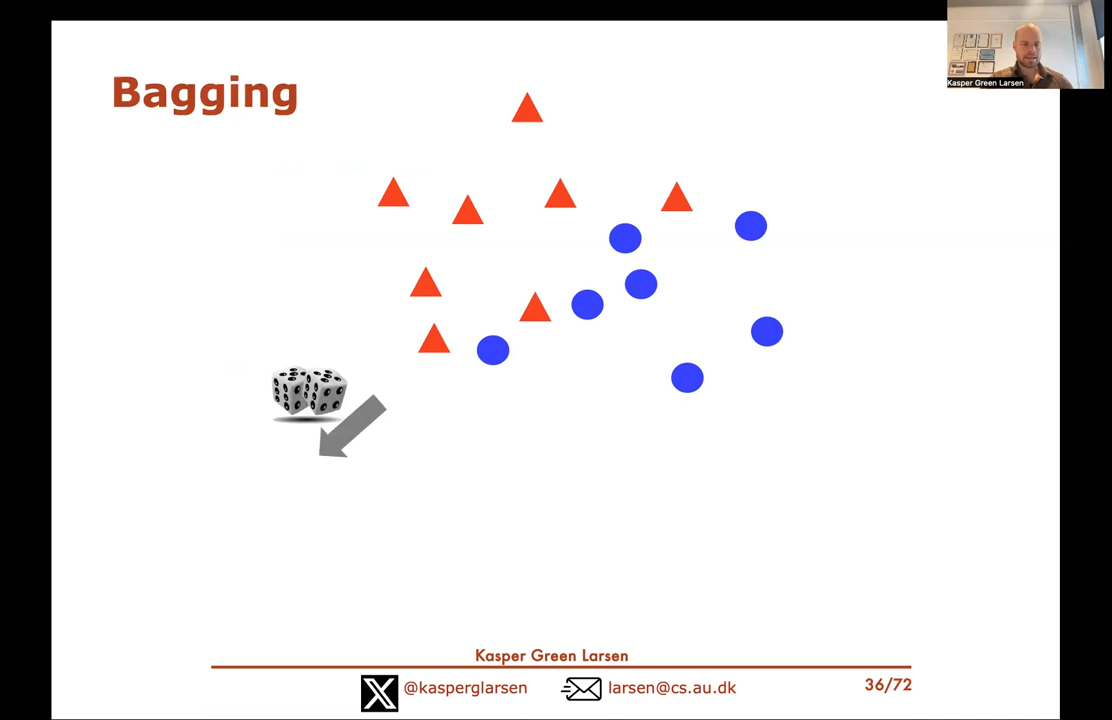 Bagging
Kasper Green Larsen
Kasper Green Larsen
@kasperglarsen
larsen@cs.au.dk
36/72